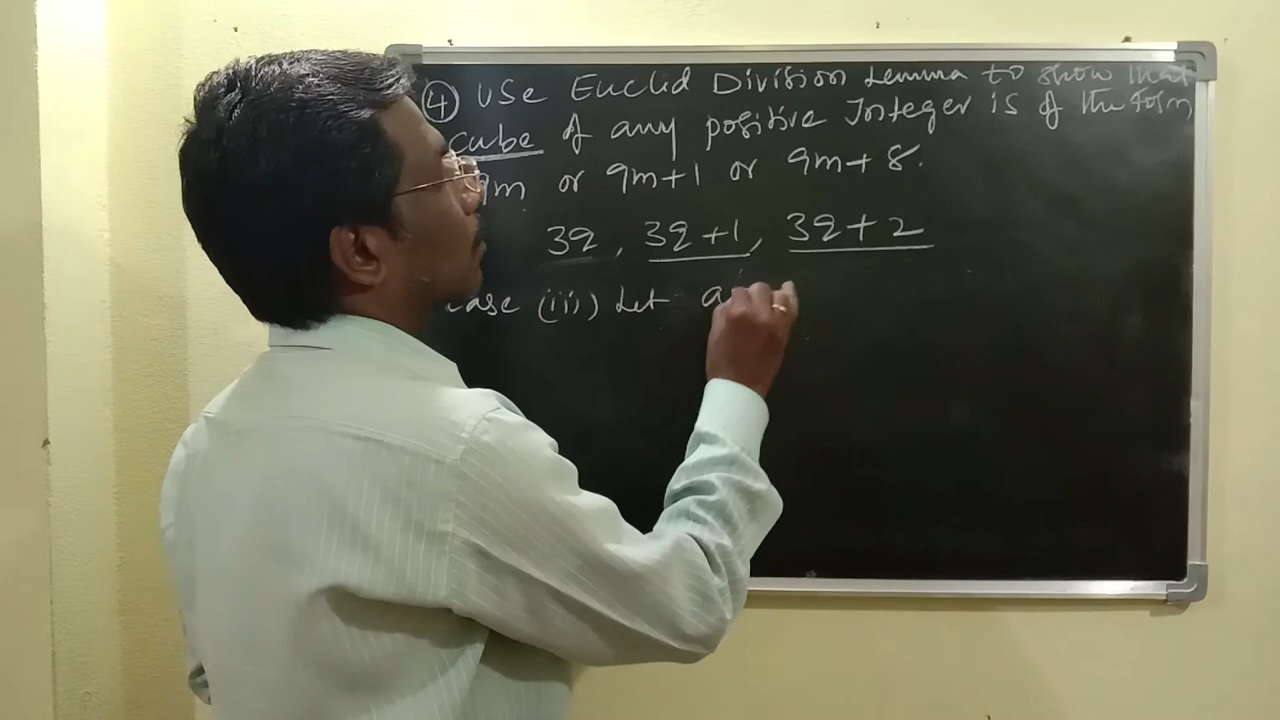 ④ Use Euclid Division Lemma to show that
cube of any positive Integer is of the form
9m or 9m+1 or 9m+8.
3q, 3q+1, 3q+2
case (iii) Let a